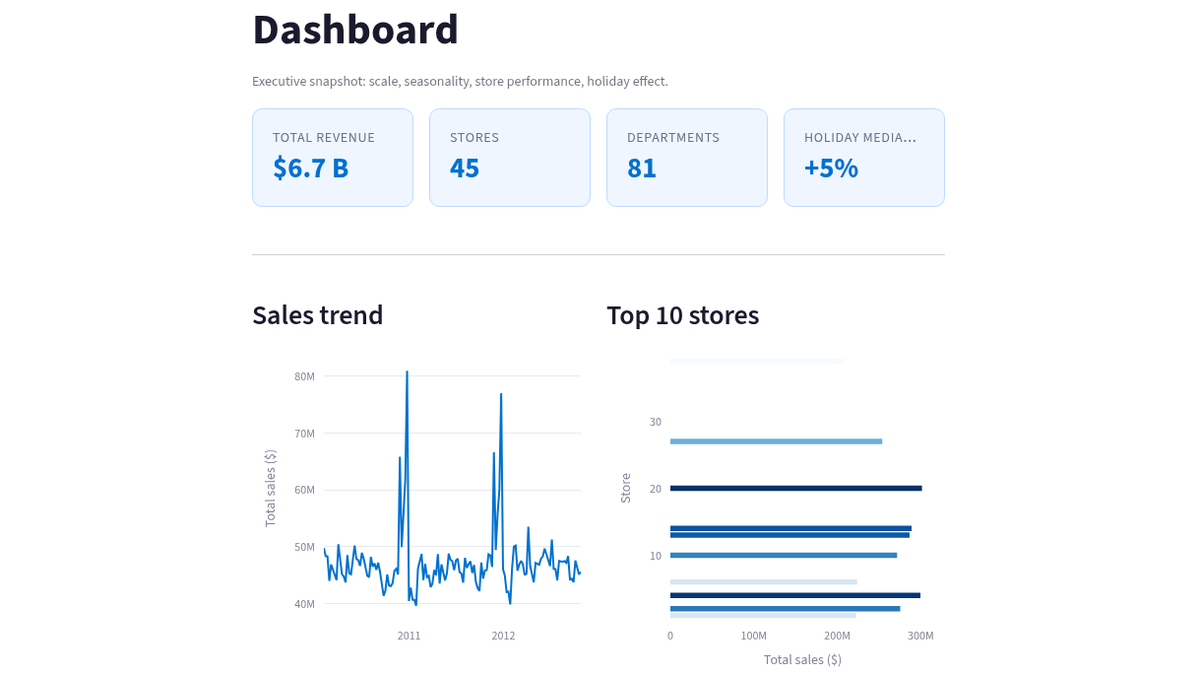 Dashboard
Executive snapshot: scale, seasonality, store performance, holiday effect.
TOTAL REVENUE
$6.7 B
STORES
45
DEPARTMENTS
81
HOLIDAY MEDIA...
+5%
Sales trend
80M
70M
60M
50M
40M
Total sales ($)
2011
2012
Top 10 stores
30
20
10
Store
0
100M
200M
300M
Total sales ($)